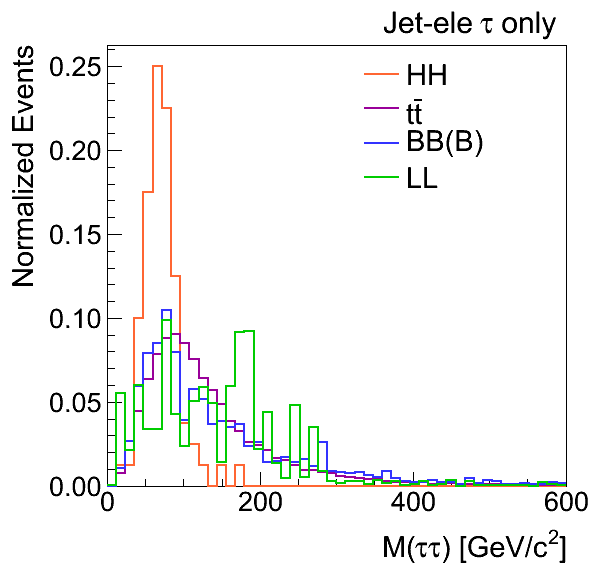 Jet-ele τ only
Normalized Events
HH
tt̄
BB(B)
LL
0.25
0.20
0.15
0.10
0.05
0.00
0 200 400 600
M(ττ) [GeV/c²]